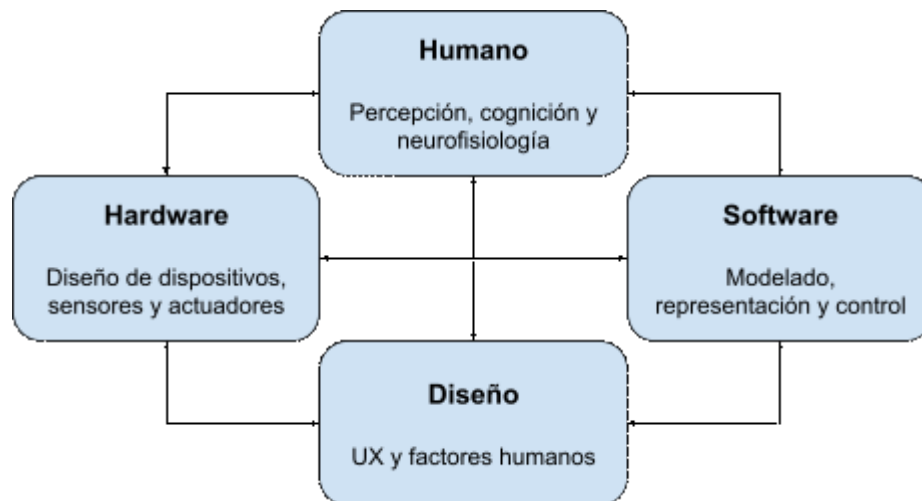 Humano
Percepción, cognición y
neurofisiología
Hardware
Diseño de dispositivos,
sensores y actuadores
Software
Modelado,
representación y control
Diseño
UX y factores humanos